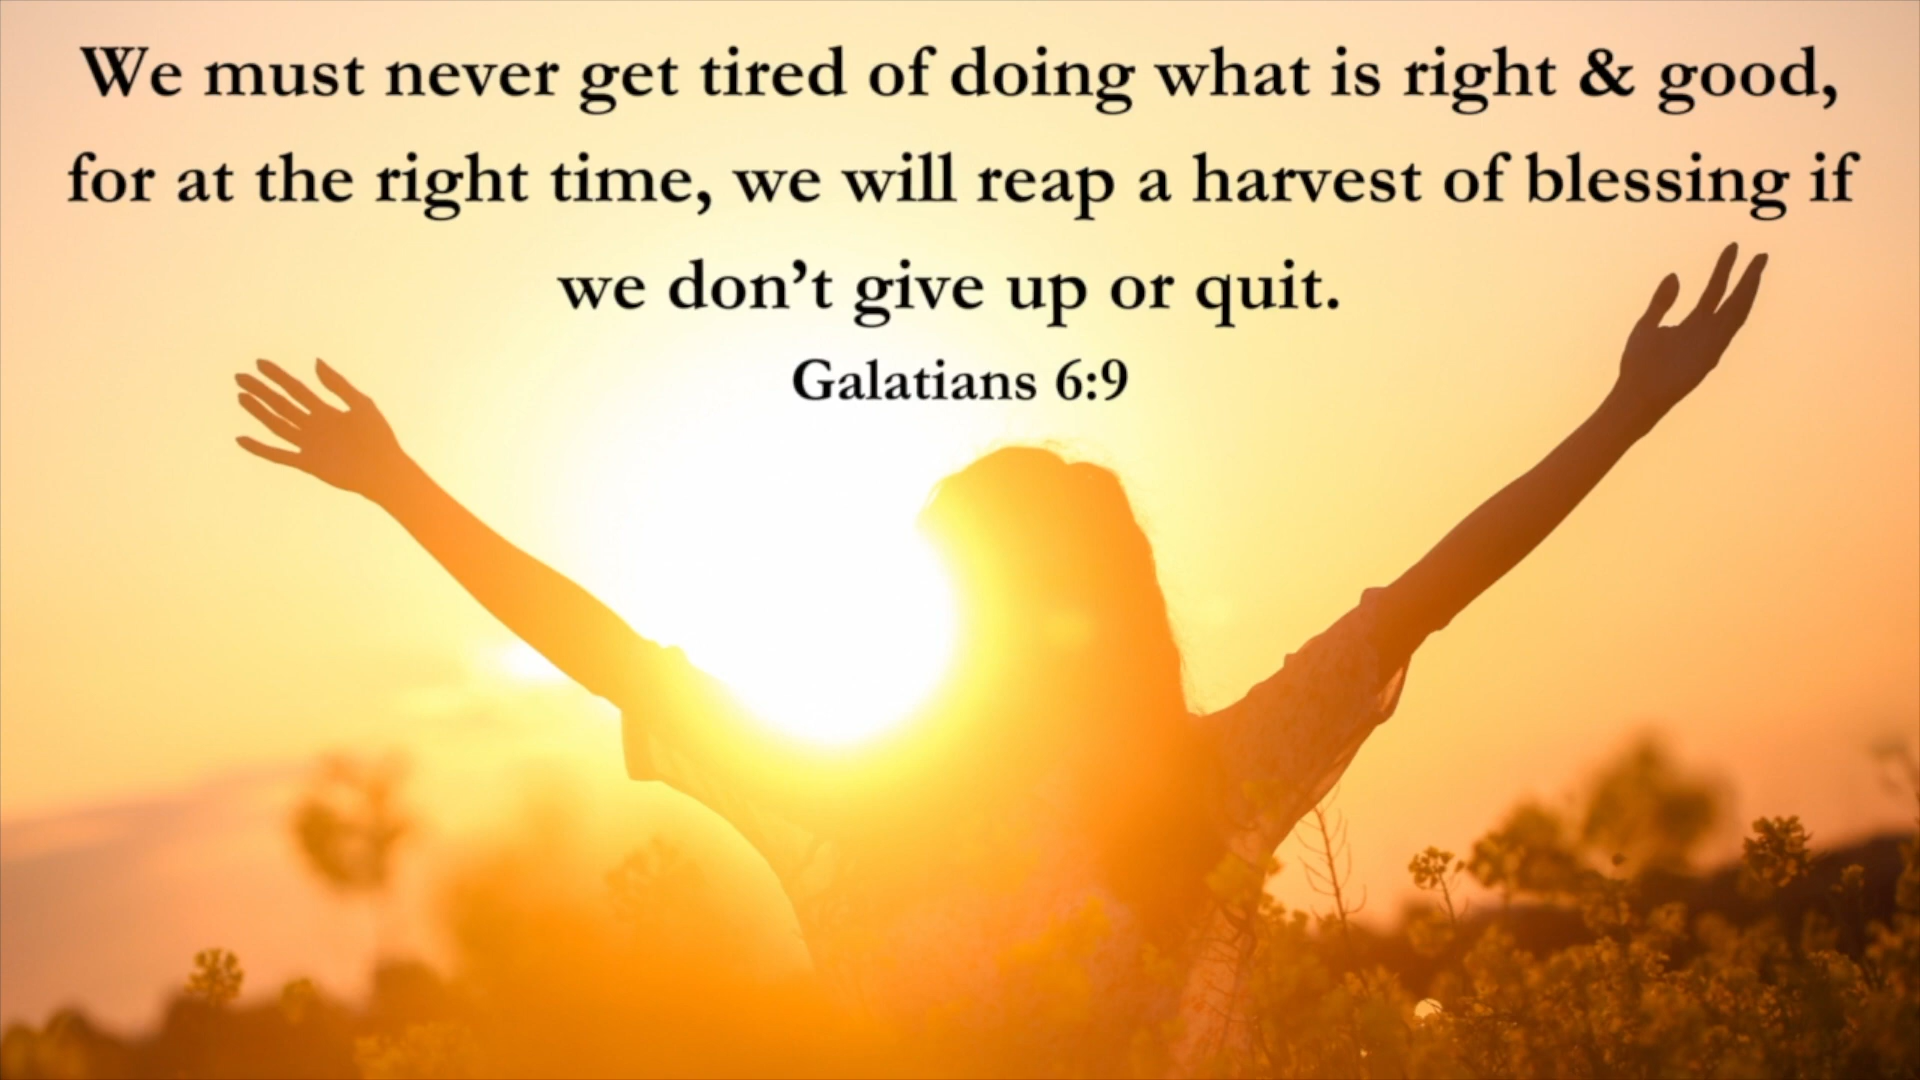 We must never get tired of doing what is right & good,
for at the right time, we will reap a harvest of blessing if
we don’t give up or quit.
Galatians 6:9